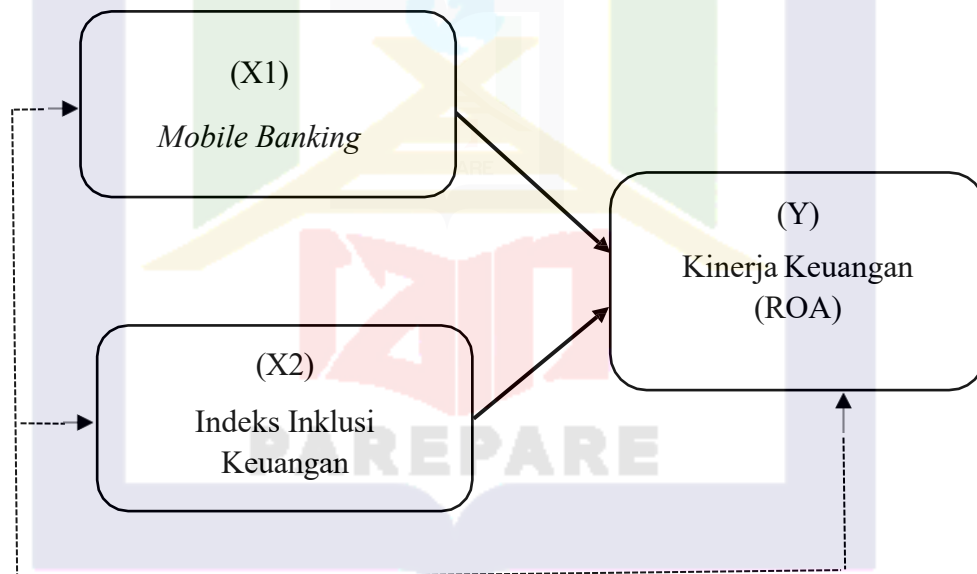 (X1)
Mobile Banking
(Y)
Kinerja Keuangan
(ROA)
(X2)
Indeks Inklusi
Keuangan
PAREPARE